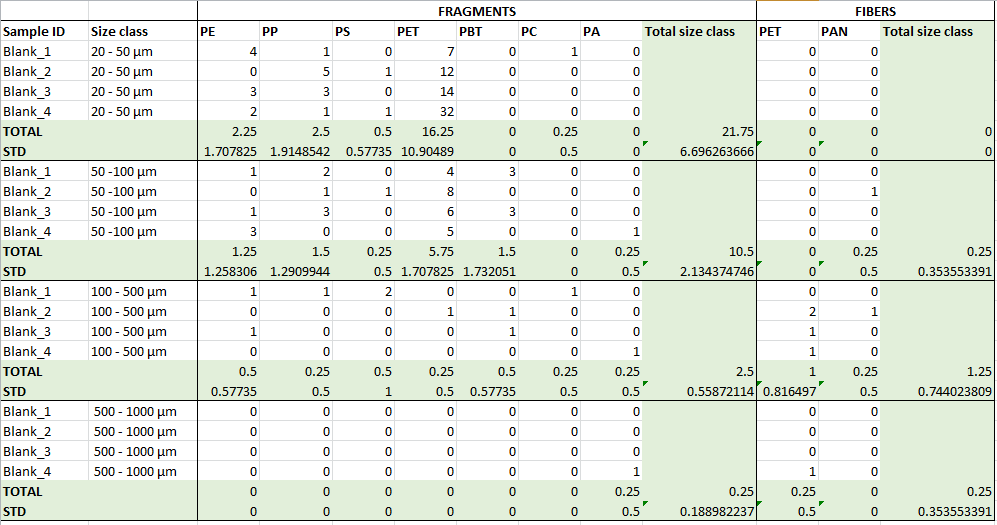 FRAGMENTS FIBERS
Sample ID Size class PE PP PS PET PBT PC PA Total size class PET PAN Total size class
Blank_1 20 - 50 µm 4 1 0 7 0 1 0 0 0
Blank_2 20 - 50 µm 0 5 1 12 0 0 0 0 0
Blank_3 20 - 50 µm 3 3 0 14 0 0 0 0 0
Blank_4 20 - 50 µm 2 1 1 32 0 0 0 0 0
TOTAL 2.25 2.5 0.5 16.25 0 0.25 0 21.75 0 0 0
STD 1.707825 1.9148542 0.57735 10.90489 0 0.5 0 6.696263666 0 0 0
Blank_1 50 -100 µm 1 2 0 4 3 0 0 0 0
Blank_2 50 -100 µm 0 1 1 8 0 0 0 0 1
Blank_3 50 -100 µm 1 3 0 6 3 0 0 0 0
Blank_4 50 -100 µm 3 0 0 5 0 0 1 0 0
TOTAL 1.25 1.5 0.25 5.75 1.5 0 0.25 10.5 0 0.25 0.25
STD 1.258306 1.2909944 0.5 1.707825 1.732051 0 0.5 2.134374746 0 0.5 0.353553391
Blank_1 100 - 500 µm 1 1 2 0 0 1 0 0 0
Blank_2 100 - 500 µm 0 0 0 1 1 0 0 2 1
Blank_3 100 - 500 µm 1 0 0 0 1 0 0 1 0
Blank_4 100 - 500 µm 0 0 0 0 0 0 1 1 0
TOTAL 0.5 0.25 0.5 0.25 0.5 0.25 0.25 2.5 1 0.25 1.25
STD 0.57735 0.5 1 0.5 0.57735 0.5 0.5 0.55872114 0.816497 0.5 0.744023809
Blank_1 500 - 1000 µm 0 0 0 0 0 0 0 0 0
Blank_2 500 - 1000 µm 0 0 0 0 0 0 0 0 0
Blank_3 500 - 1000 µm 0 0 0 0 0 0 0 0 0
Blank_4 500 - 1000 µm 0 0 0 0 0 0 1 1 0
TOTAL 0 0 0 0 0 0 0.25 0.25 0.25 0 0.25
STD 0 0 0 0 0 0 0.5 0.188982237 0.5 0 0.353553391